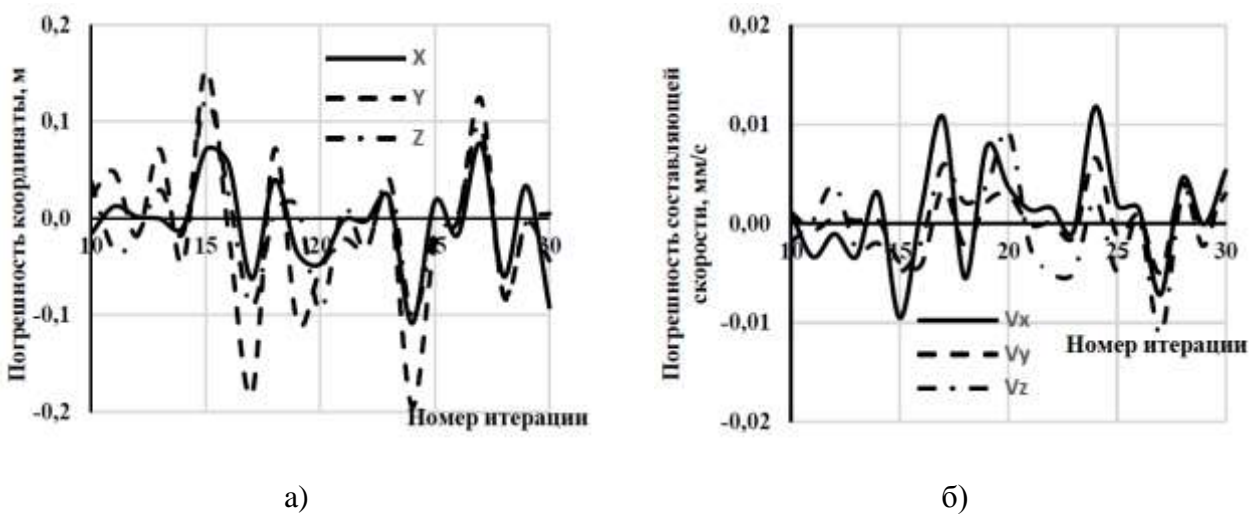 0,2
0,1
0,0
-0,1
-0,2
10
15
20
25
30
Погрешность координаты, м
X
Y
Z
Номер итерации
а)
0,02
0,01
0,00
-0,01
-0,02
10
15
20
25
30
Погрешность составляющей
скорости, мм/с
Vx
Vy
Vz
Номер итерации
б)